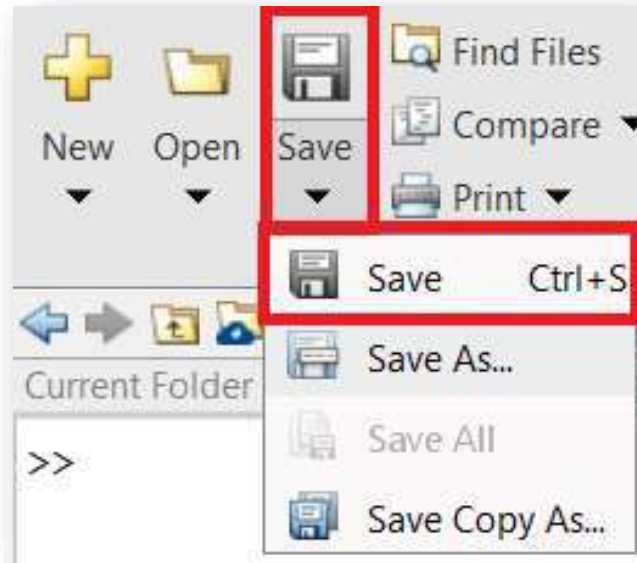 New
Open
Save
Find Files
Compare
Print
Save Ctrl+S
Save As...
Save All
Save Copy As...
Current Folder
>>